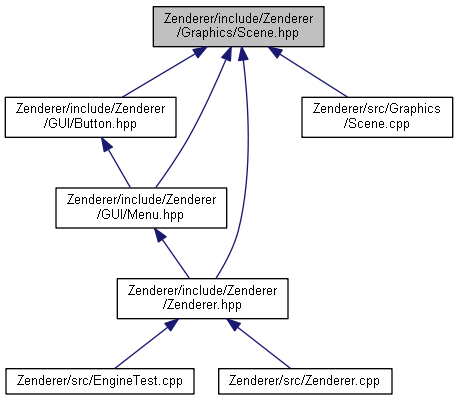 Zenderer/include/Zenderer
/Graphics/Scene.hpp
Zenderer/include/Zenderer
/GUI/Button.hpp
Zenderer/src/Graphics
/Scene.cpp
Zenderer/include/Zenderer
/GUI/Menu.hpp
Zenderer/include/Zenderer
/Zenderer.hpp
Zenderer/src/EngineTest.cpp
Zenderer/src/Zenderer.cpp